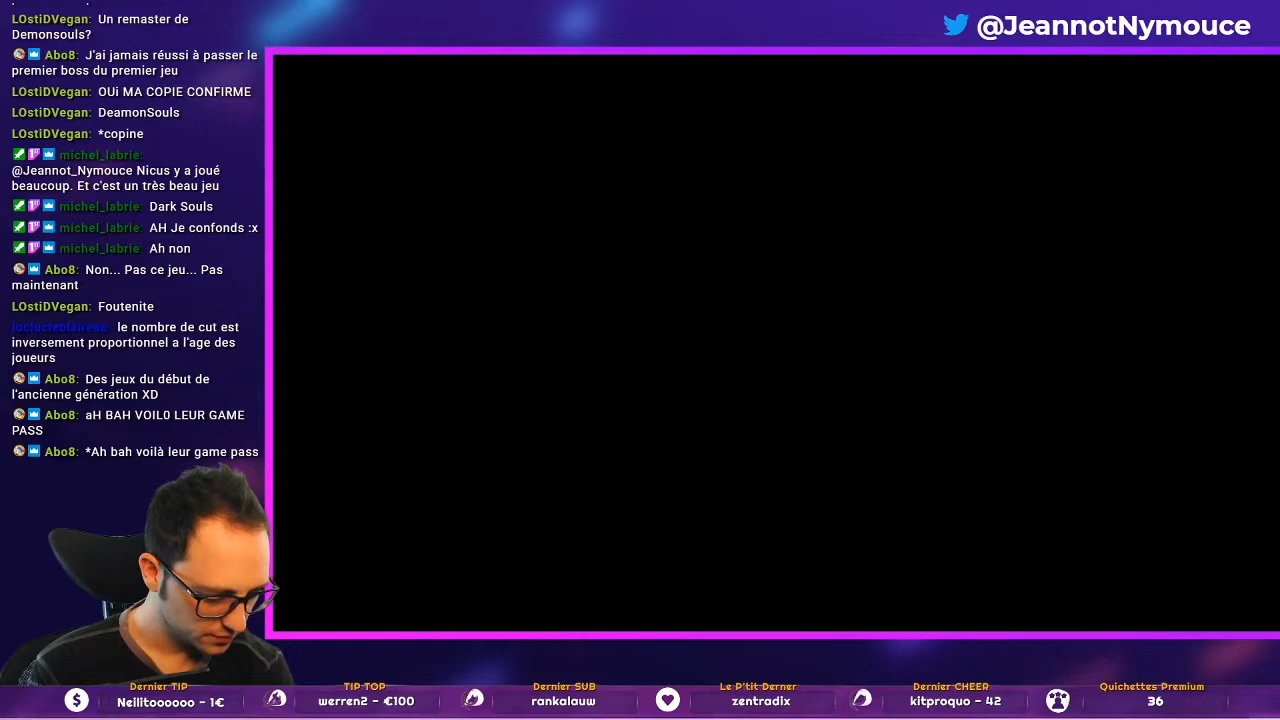 @JeannotNymouce
LOstiDVegan: Un remaster de
Demonsouls?
Abo8: J'ai jamais réussi à passer le
premier boss du premier jeu
LOstiDVegan: OUi MA COPIE CONFIRME
LOstiDVegan: DeamonSouls
LOstiDVegan: *copine
michel_labrie:
@Jeannot_Nymouce Nicus y a joué
beaucoup. Et c'est un très beau jeu
michel_labrie: Dark Souls
michel_labrie: AH Je confonds :x
michel_labrie: Ah non
Abo8: Non... Pas ce jeu... Pas
maintenant
LOstiDVegan: Foutenite
le nombre de cut est
inversement proportionnel a l'age des
joueurs
Abo8: Des jeux du début de
l'ancienne génération XD
Abo8: aH BAH VOIL0 LEUR GAME
PASS
Abo8: *Ah bah voilà leur game pass
Dernier TIP
Neilitoooooo - 1€
TIP TOP
werren2 - €100
Dernier SUB
rankalauw
Le P'tit Derner
zentradix
Dernier CHEER
kitproquo - 42
Quichettes Premium
36